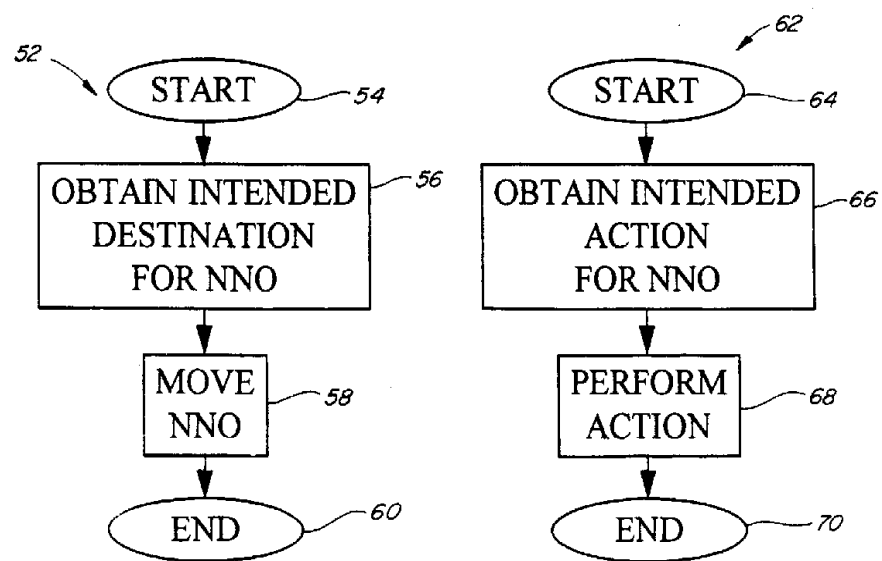 52
START
54
OBTAIN INTENDED
DESTINATION
FOR NNO
56
MOVE
NNO
58
END
60
62
START
64
OBTAIN INTENDED
ACTION
FOR NNO
66
PERFORM
ACTION
68
END
70